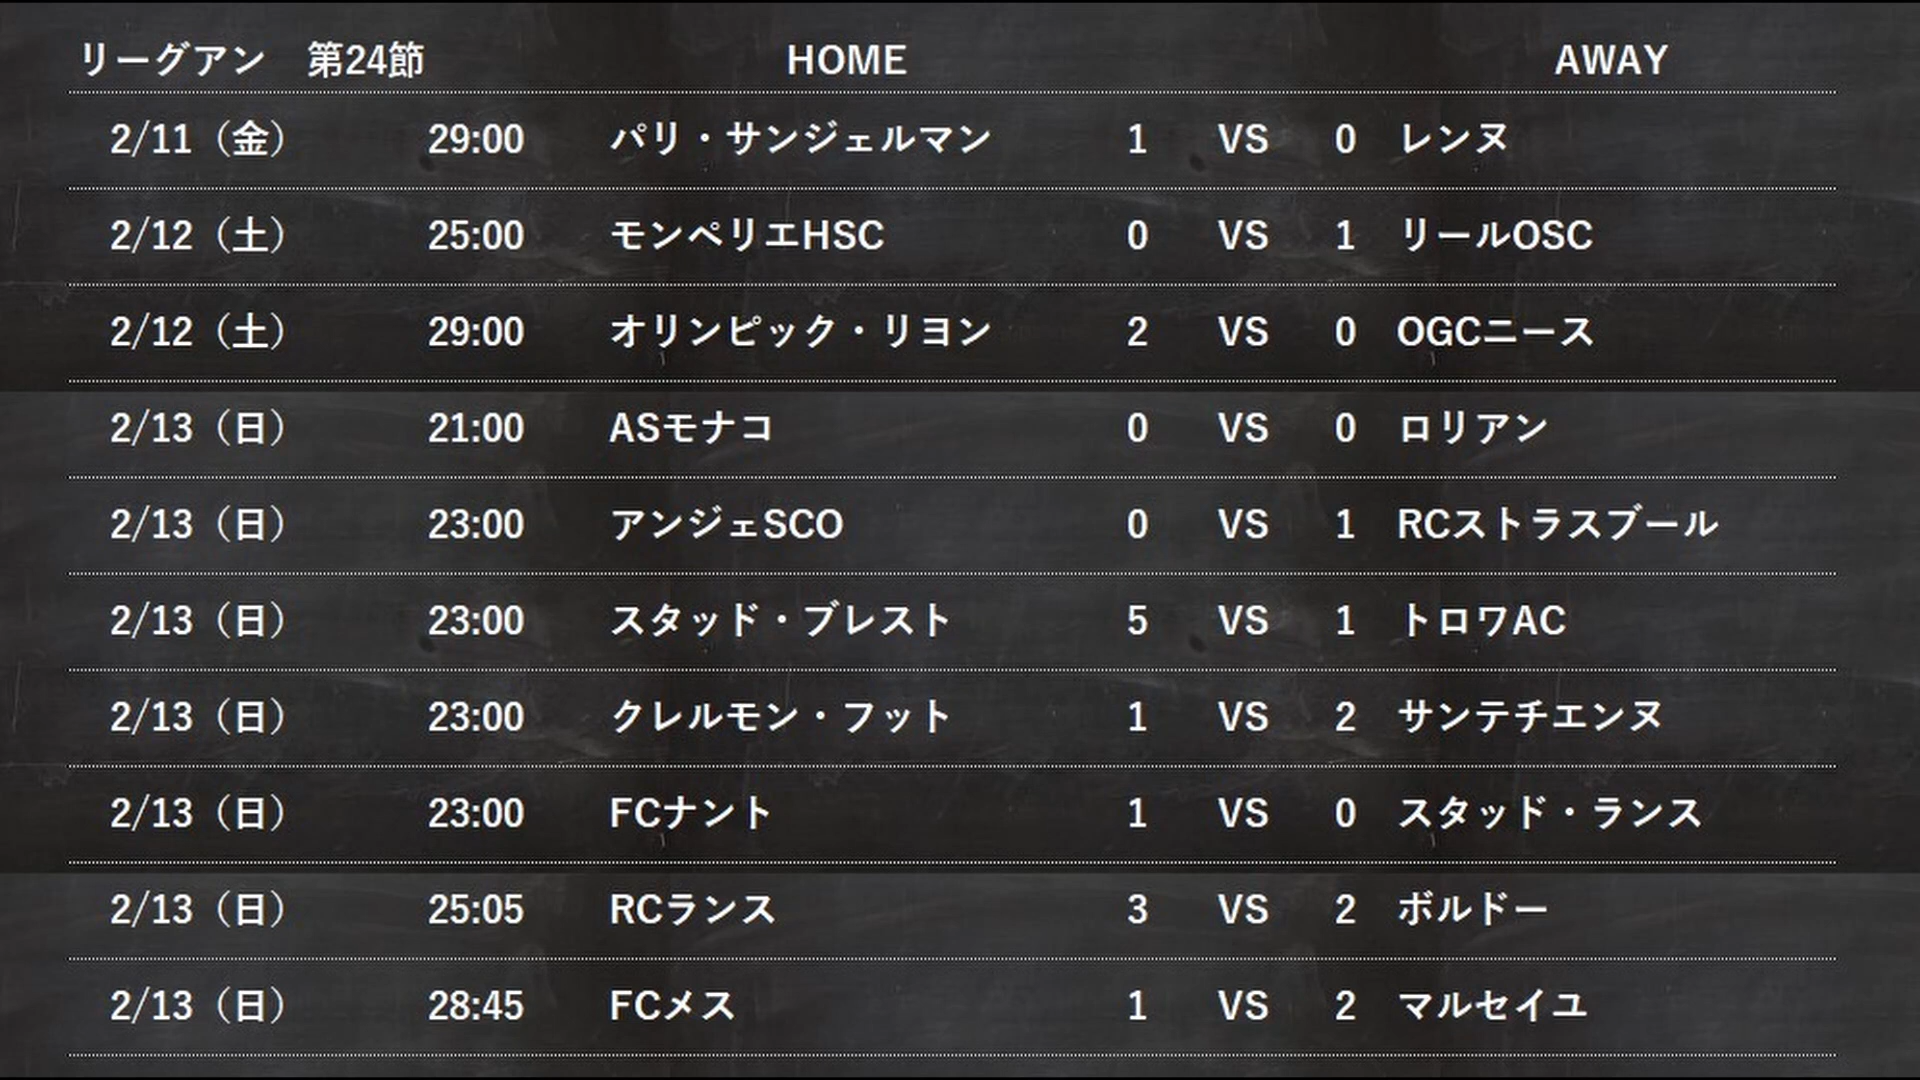 リーグアン　第24節 HOME AWAY
2/11（金） 29:00 パリ・サンジェルマン 1 VS 0 レンヌ
2/12（土） 25:00 モンペリエHSC 0 VS 1 リールOSC
2/12（土） 29:00 オリンピック・リヨン 2 VS 0 OGCニース
2/13（日） 21:00 ASモナコ 0 VS 0 ロリアン
2/13（日） 23:00 アンジェSCO 0 VS 1 RCストラスブール
2/13（日） 23:00 スタッド・ブレスト 5 VS 1 トロワAC
2/13（日） 23:00 クレルモン・フット 1 VS 2 サンテチエンヌ
2/13（日） 23:00 FCナント 1 VS 0 スタッド・ランス
2/13（日） 25:05 RCランス 3 VS 2 ボルドー
2/13（日） 28:45 FCメス 1 VS 2 マルセイユ